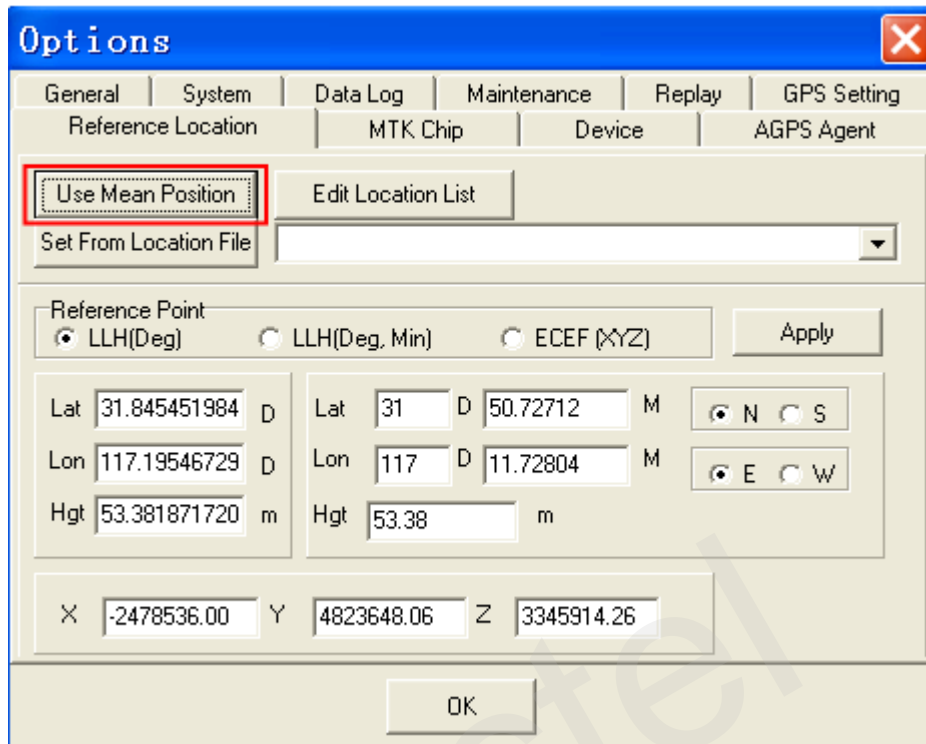 Options
General System Data Log Maintenance Replay GPS Setting
Reference Location MTK Chip Device AGPS Agent
Use Mean Position Edit Location List
Set From Location File
Reference Point
LLH(Deg) LLH(Deg, Min) ECEF (XYZ) Apply
Lat 31.845451984 D Lat 31 D 50.72712 M N S
Lon 117.19546729 D Lon 117 D 11.72804 M E W
Hgt 53.381871720 m Hgt 53.38 m
X -2478536.00 Y 4823648.06 Z 3345914.26
OK